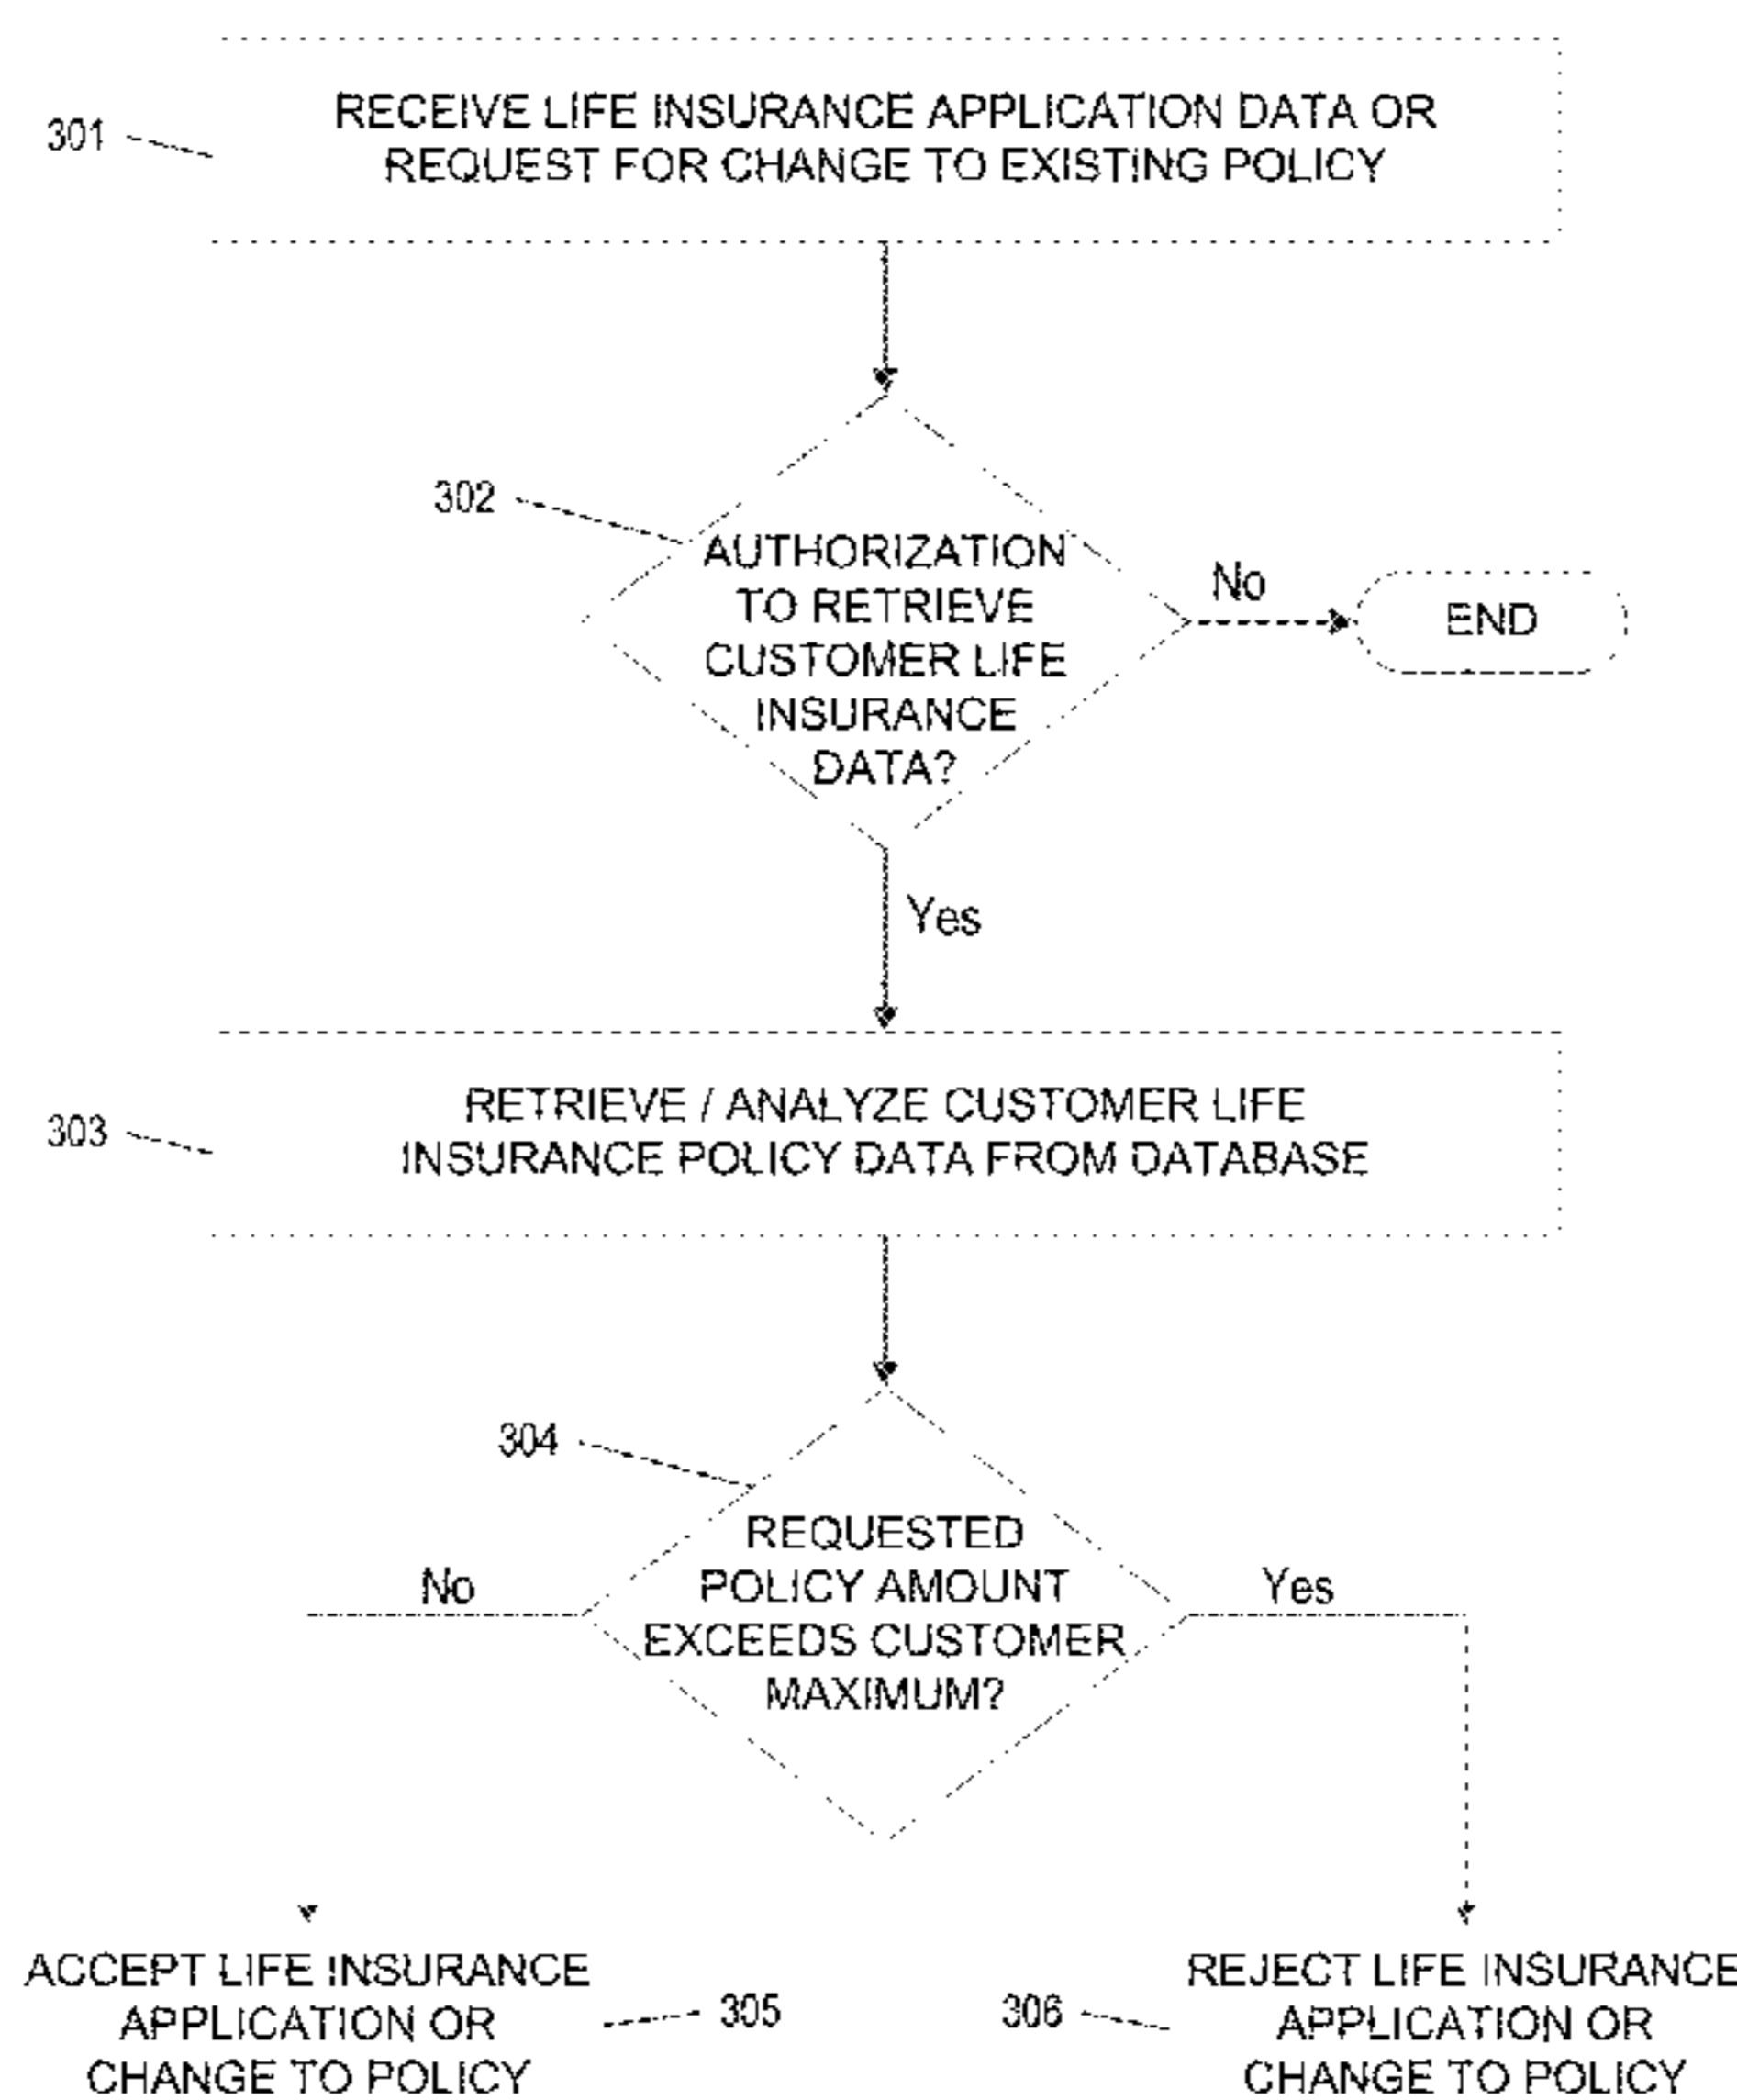 301
RECEIVE LIFE INSURANCE APPLICATION DATA OR
REQUEST FOR CHANGE TO EXISTING POLICY
302
AUTHORIZATION
TO RETRIEVE
CUSTOMER LIFE
INSURANCE
DATA?
No
END
Yes
303
RETRIEVE / ANALYZE CUSTOMER LIFE
INSURANCE POLICY DATA FROM DATABASE
304
REQUESTED
POLICY AMOUNT
EXCEEDS CUSTOMER
MAXIMUM?
No
Yes
ACCEPT LIFE INSURANCE
APPLICATION OR
CHANGE TO POLICY
305
306
REJECT LIFE INSURANCE
APPLICATION OR
CHANGE TO POLICY